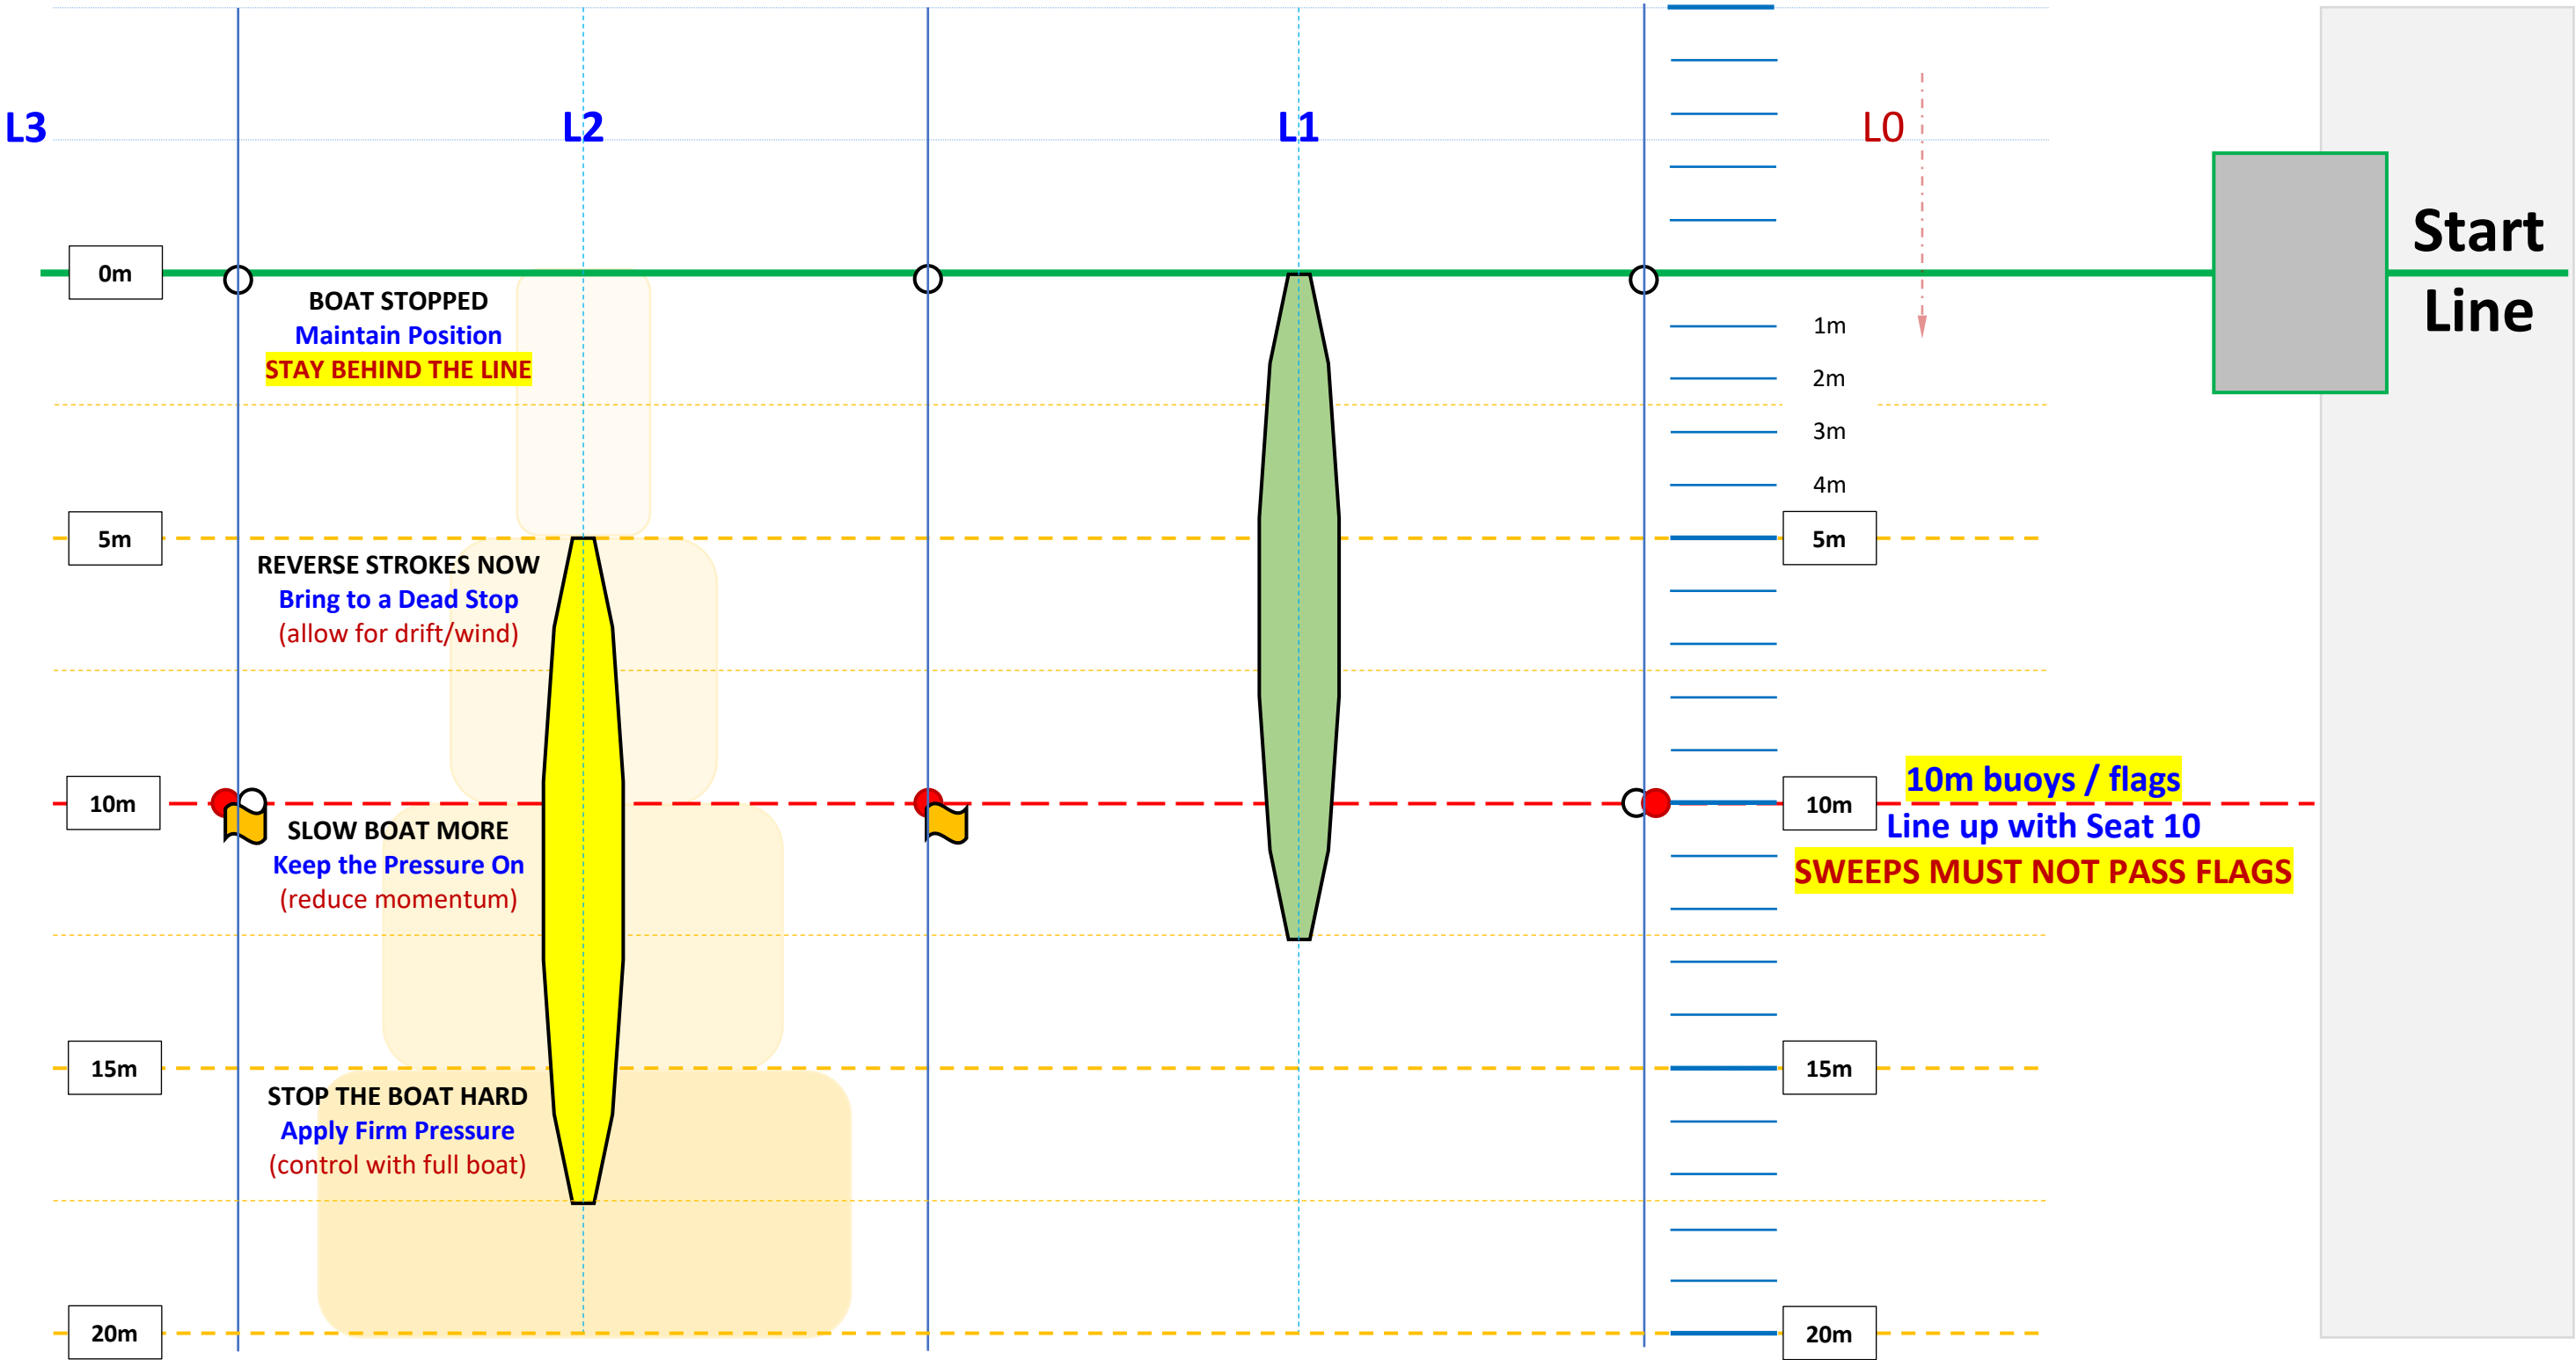 L3
L2
L1
L0
Start
Line
0m
BOAT STOPPED
Maintain Position
STAY BEHIND THE LINE
1m
2m
3m
4m
5m
5m
REVERSE STROKES NOW
Bring to a Dead Stop
(allow for drift/wind)
10m
SLOW BOAT MORE
Keep the Pressure On
(reduce momentum)
10m
10m buoys / flags
Line up with Seat 10
SWEEPS MUST NOT PASS FLAGS
15m
15m
STOP THE BOAT HARD
Apply Firm Pressure
(control with full boat)
20m
20m